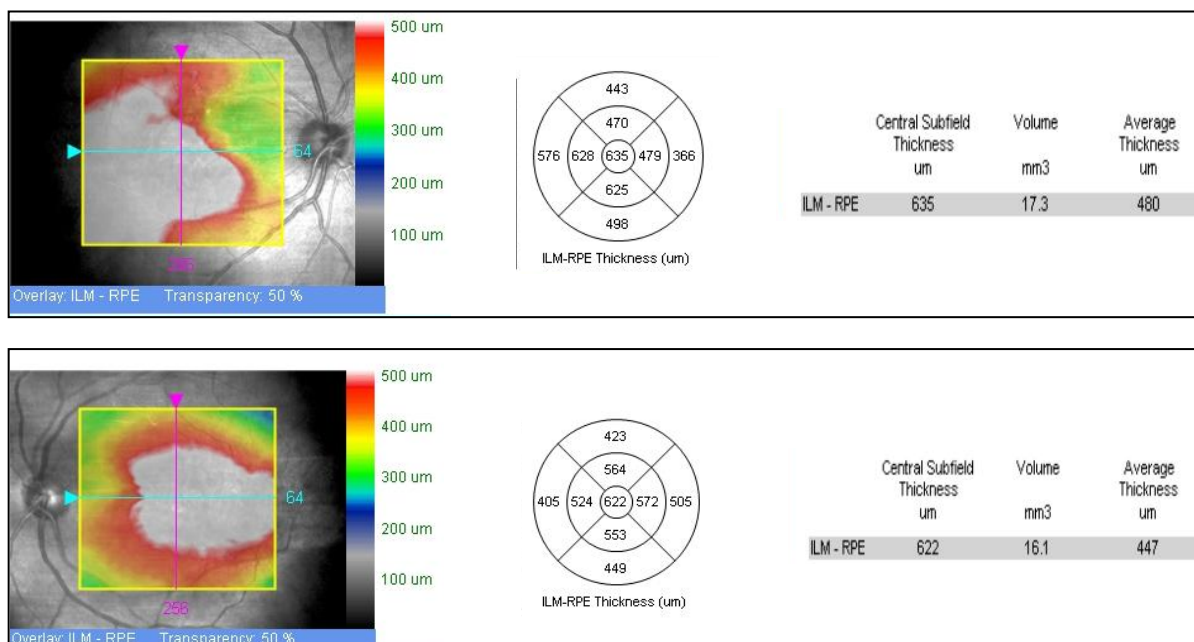 500 um
400 um
300 um
200 um
100 um
64
Overlay: ILM - RPE Transparency: 50 %
443
470
576 628 635 479 366
625
498
ILM-RPE Thickness (um)
Central Subfield Thickness um
Volume mm3
Average Thickness um
ILM - RPE 635 17.3 480
500 um
400 um
300 um
200 um
100 um
64
256
Overlay: ILM - RPE Transparency: 50 %
423
564
405 524 622 572 505
553
449
ILM-RPE Thickness (um)
Central Subfield Thickness um
Volume mm3
Average Thickness um
ILM - RPE 622 16.1 447